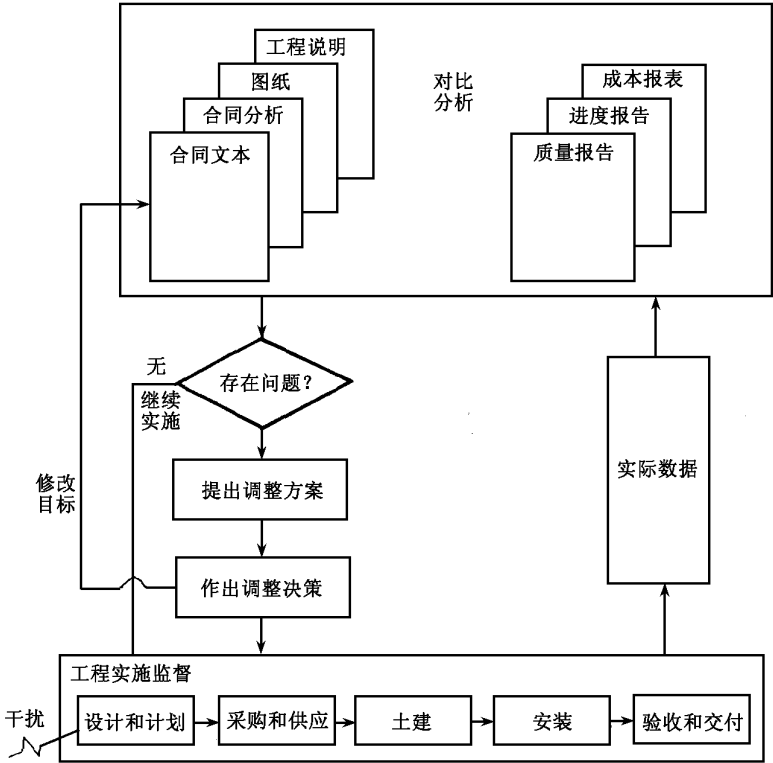 工程说明
图纸
合同分析
合同文本
对比
分析
成本报表
进度报告
质量报告
存在问题?
无
继续
实施
提出调整方案
修改
目标
作出调整决策
实际数据
工程实施监督
干扰
设计和计划
采购和供应
土建
安装
验收和交付